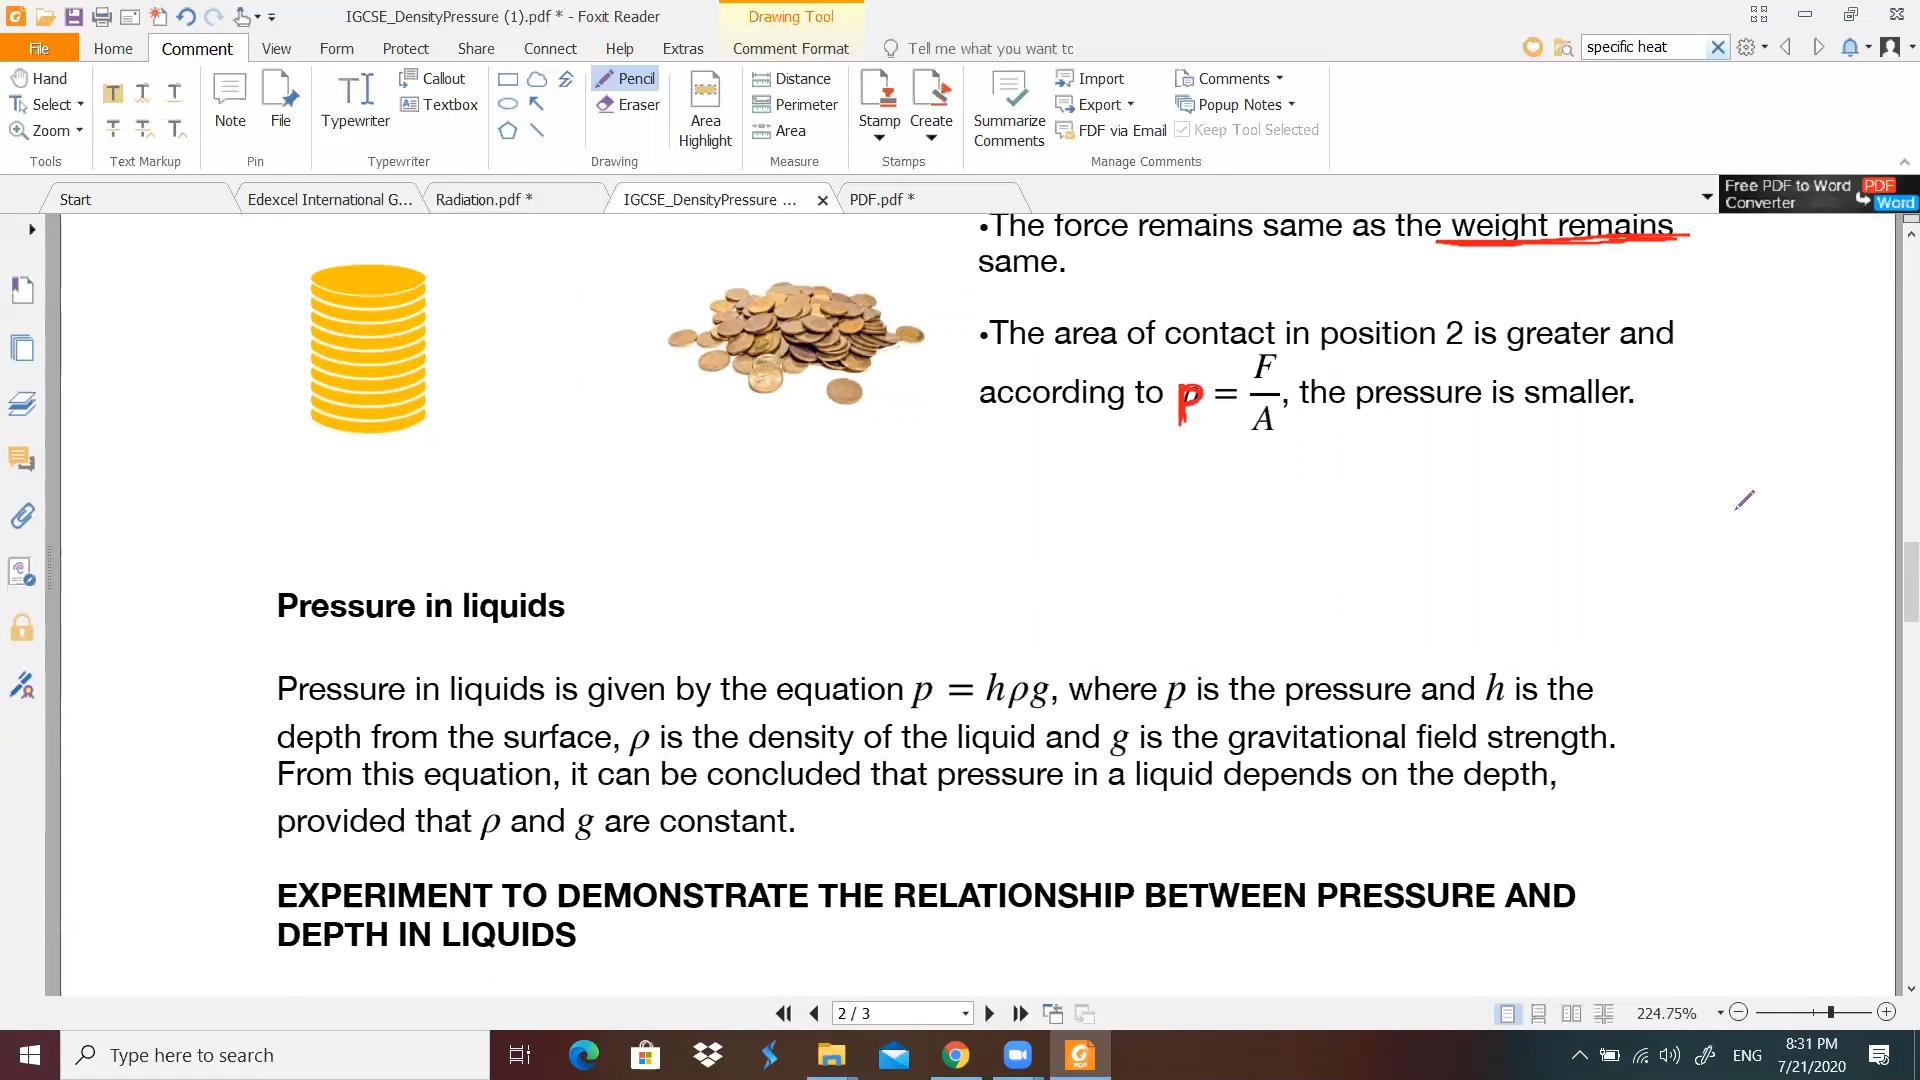 IGCSE_DensityPressure (1).pdf * - Foxit Reader
Drawing Tool
File
Home
Comment
View
Form
Protect
Share
Connect
Help
Extras
Comment Format
Tell me what you want to
specific heat
Hand
Select
Zoom
Tools
Text Markup
Note
File
Pin
Typewriter
Typewriter
Callout
Textbox
Drawing
Pencil
Eraser
Area
Highlight
Distance
Perimeter
Area
Measure
Stamp
Create
Stamps
Summarize
Comments
Import
Export
FDF via Email
Comments
Popup Notes
Keep Tool Selected
Manage Comments
Start
Edexcel International G...
Radiation.pdf *
IGCSE_DensityPressure ...
PDF.pdf *
Free PDF to Word
Converter
PDF
Word
•The force remains same as the weight remains
same.
•The area of contact in position 2 is greater and
according to p = F/A, the pressure is smaller.
Pressure in liquids
Pressure in liquids is given by the equation p = hρg, where p is the pressure and h is the
depth from the surface, ρ is the density of the liquid and g is the gravitational field strength.
From this equation, it can be concluded that pressure in a liquid depends on the depth,
provided that ρ and g are constant.
EXPERIMENT TO DEMONSTRATE THE RELATIONSHIP BETWEEN PRESSURE AND
DEPTH IN LIQUIDS
2 / 3
224.75%
Type here to search
ENG
8:31 PM
7/21/2020